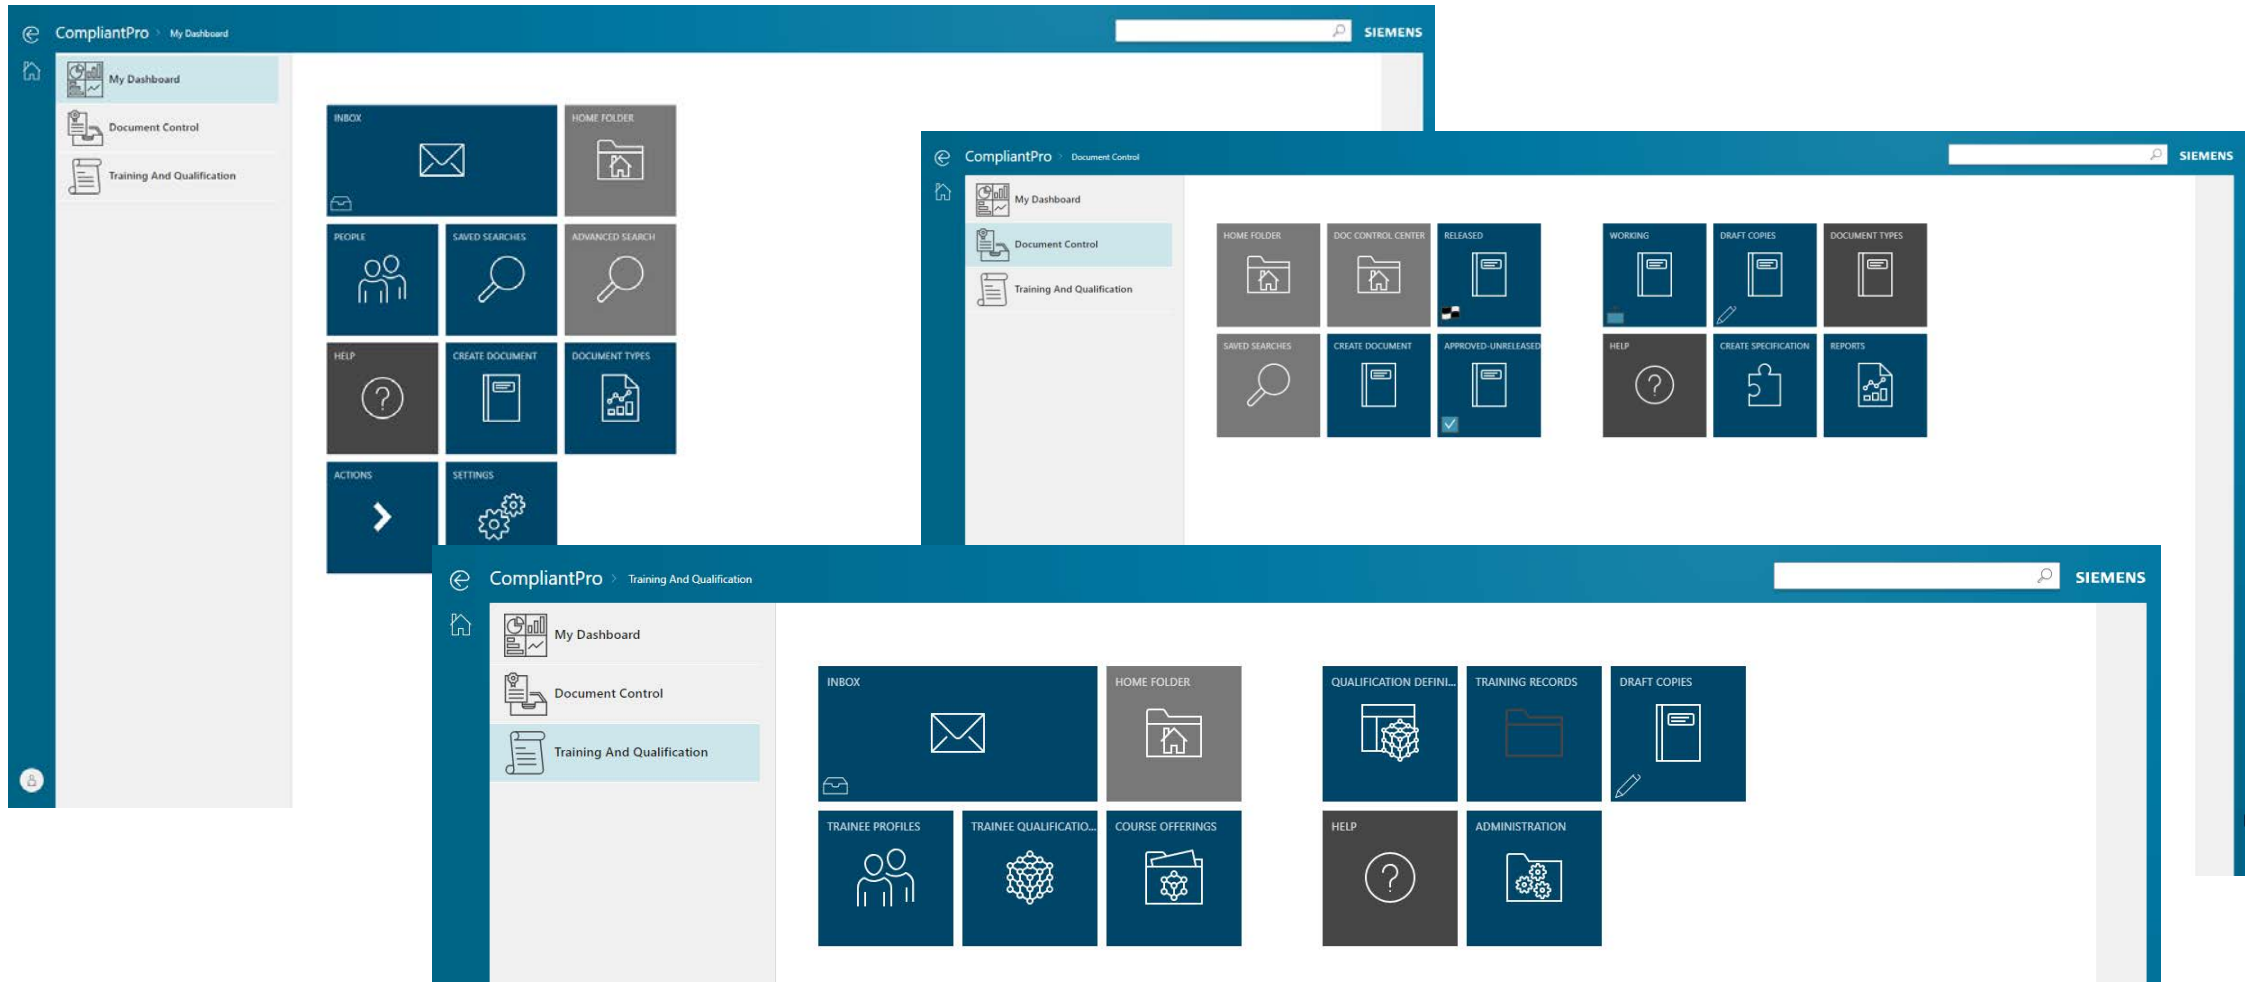 CompliantPro > My Dashboard
SIEMENS
My Dashboard
Document Control
Training And Qualification
INBOX
HOME FOLDER
PEOPLE
SAVED SEARCHES
ADVANCED SEARCH
HELP
CREATE DOCUMENT
DOCUMENT TYPES
ACTIONS
SETTINGS
CompliantPro > Document Control
SIEMENS
My Dashboard
Document Control
Training And Qualification
HOME FOLDER
DOC CONTROL CENTER
RELEASED
WORKING
DRAFT COPIES
DOCUMENT TYPES
SAVED SEARCHES
CREATE DOCUMENT
APPROVED-UNRELEASED
HELP
CREATE SPECIFICATION
REPORTS
CompliantPro > Training And Qualification
SIEMENS
My Dashboard
Document Control
Training And Qualification
INBOX
HOME FOLDER
QUALIFICATION DEFINI...
TRAINING RECORDS
DRAFT COPIES
TRAINEE PROFILES
TRAINEE QUALIFICATIO...
COURSE OFFERINGS
HELP
ADMINISTRATION